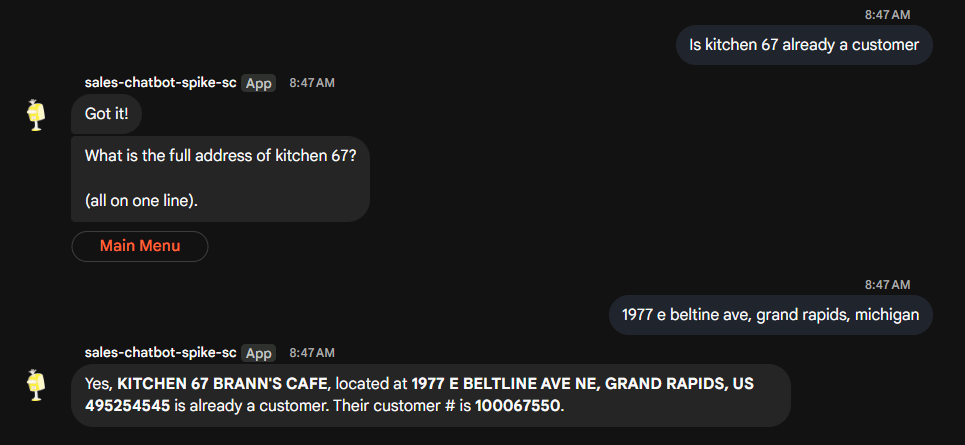 8:47 AM
Is kitchen 67 already a customer
sales-chatbot-spike-sc App 8:47 AM
Got it!
What is the full address of kitchen 67?
(all on one line).
Main Menu
8:47 AM
1977 e beltine ave, grand rapids, michigan
sales-chatbot-spike-sc App 8:47 AM
Yes, KITCHEN 67 BRANN'S CAFE, located at 1977 E BELTLINE AVE NE, GRAND RAPIDS, US
495254545 is already a customer. Their customer # is 100067550.